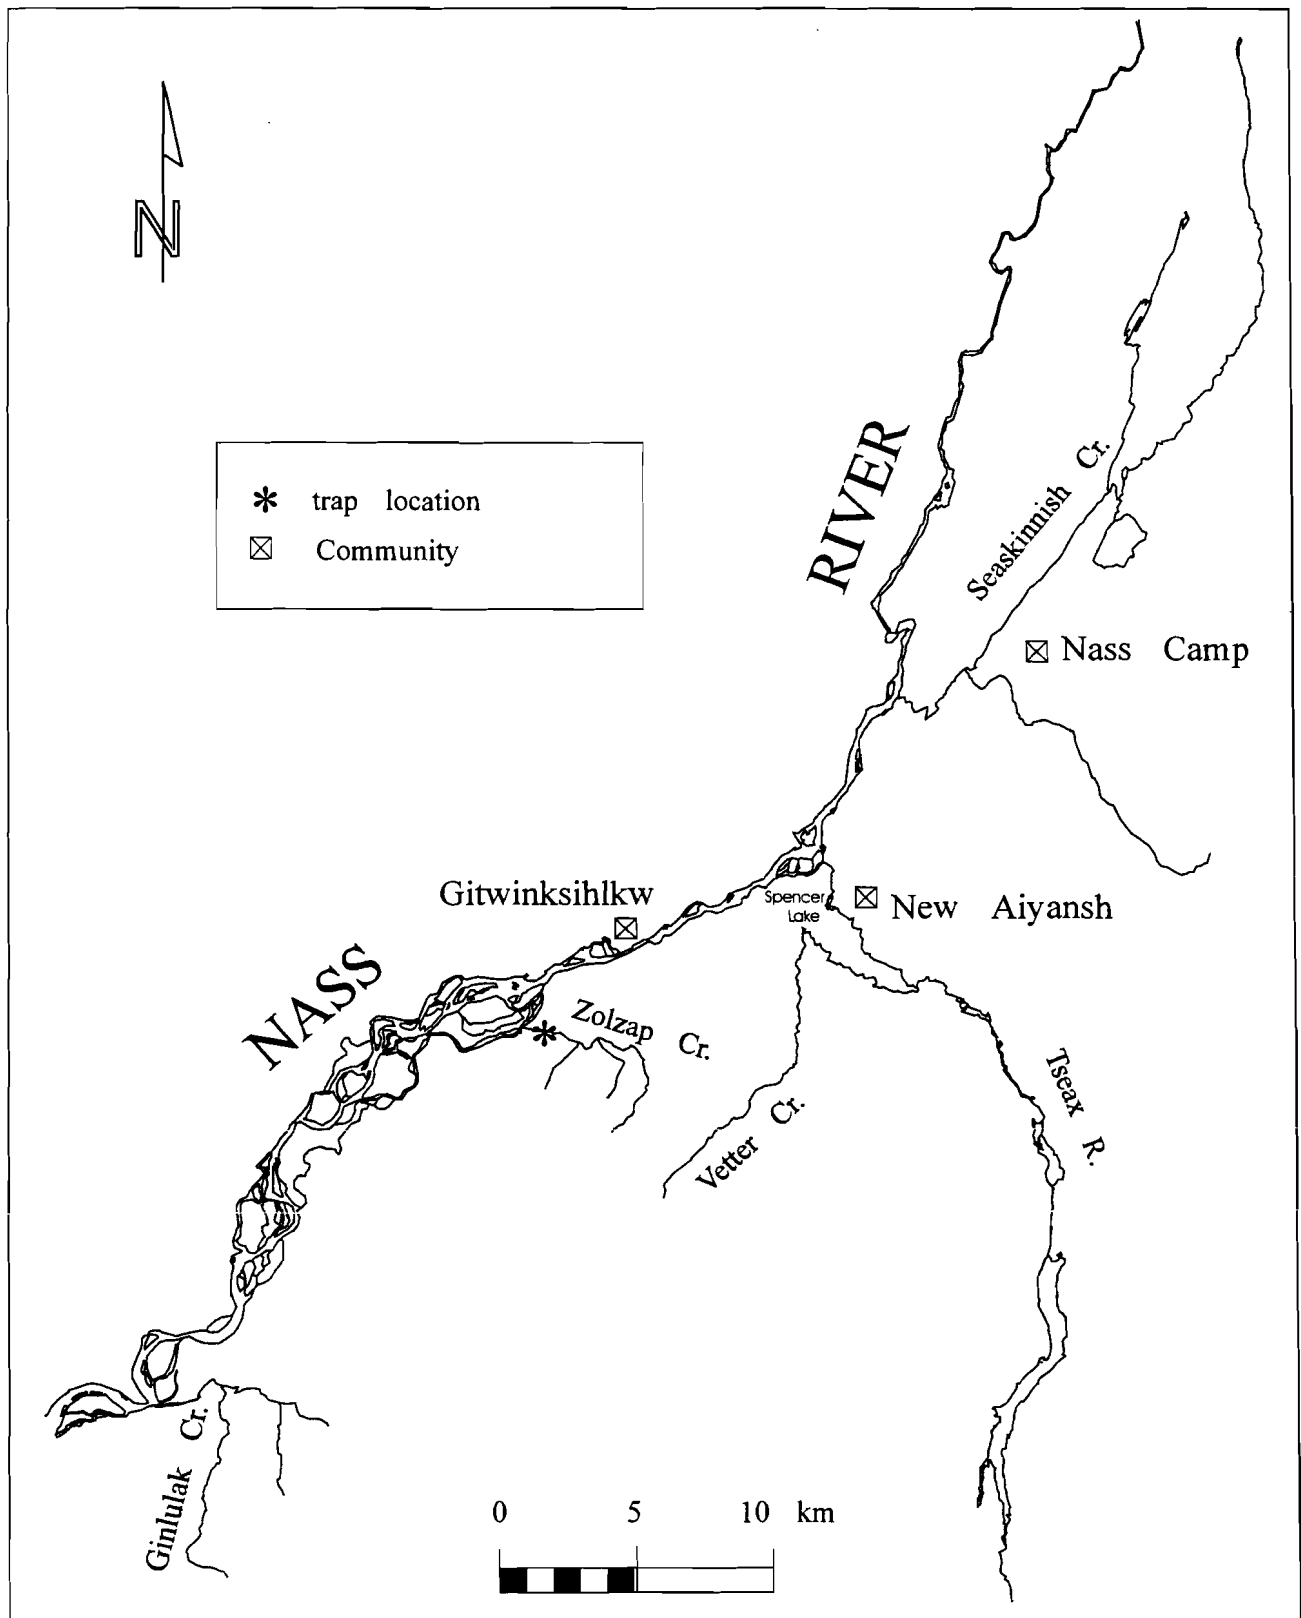 N
RIVER
Seaskinnish Cr.
* trap location
Community
Nass Camp
Gitwinksihlkw
Spencer
Lake
New Aiyansh
NASS
Zolzap Cr.
Tseax R.
Vetter Cr.
Ginlulak Cr.
0 5 10 km